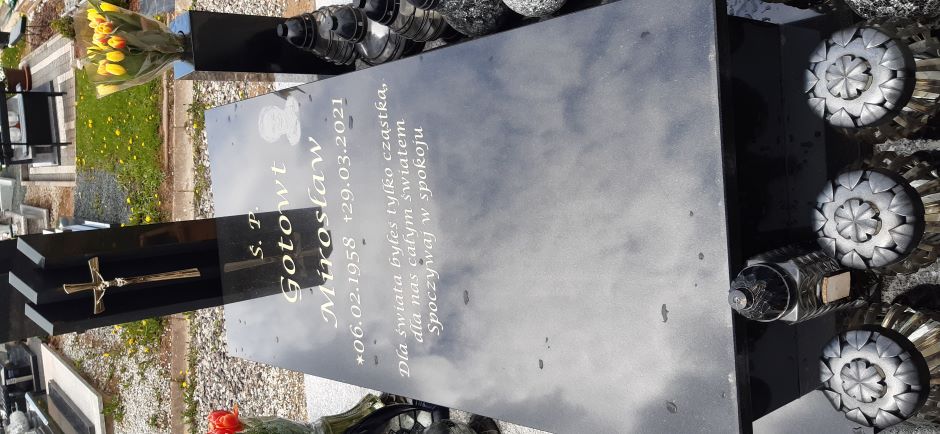 Ś. P.
Gotowt
Mirosław
*06.02.1958 +29.03.2021
Dla świata byłeś tylko cząstką,
dla nas całym światem
Spoczywaj w spokoju